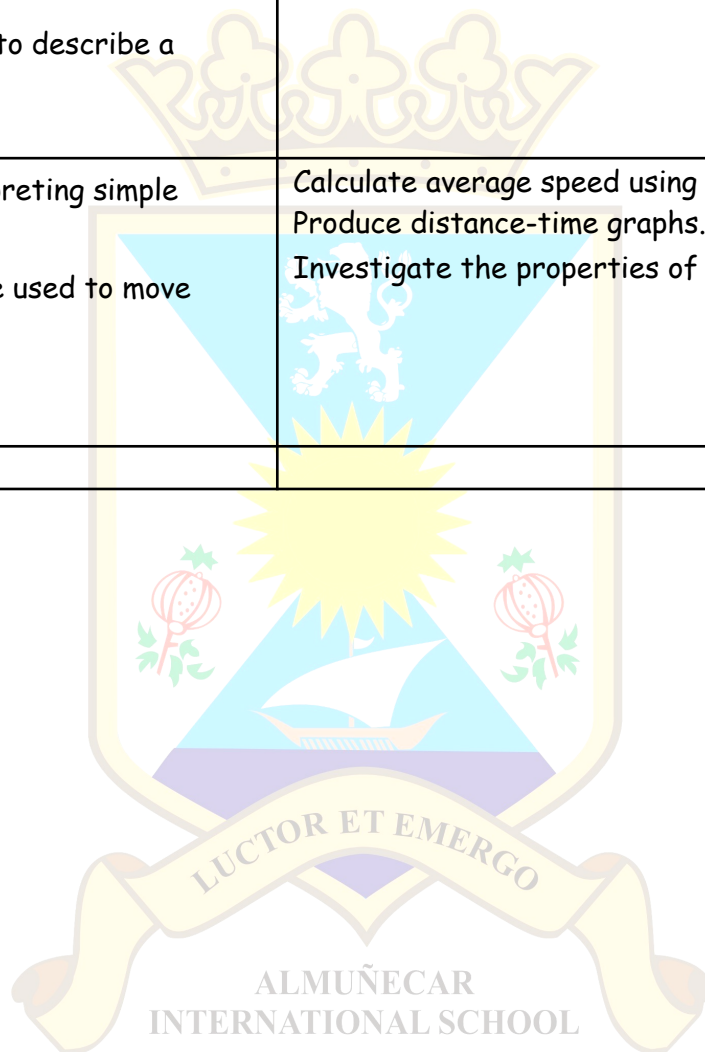 to describe a
preting simple
e used to move
Calculate average speed using
Produce distance-time graphs.
Investigate the properties of
LUCTOR ET EMERGO
ALMUÑECAR
INTERNATIONAL SCHOOL